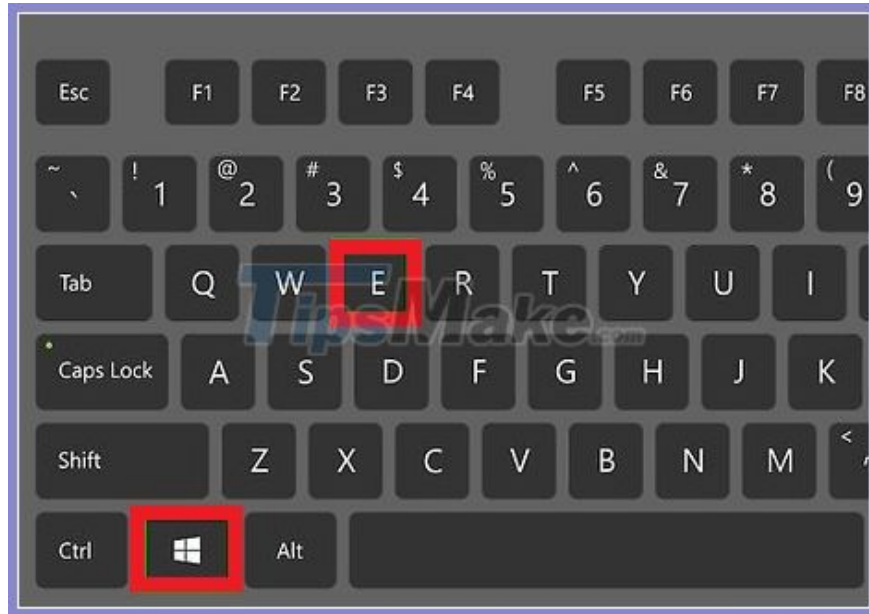 Esc F1 F2 F3 F4 F5 F6 F7 F8
~ ` ! 1 @ 2 # 3 $ 4 % 5 ^ 6 & 7 * 8 ( 9
Tab Q W E R T Y U I
TipsMake.com
Caps Lock A S D F G H J K
Shift Z X C V B N M <
Ctrl Alt